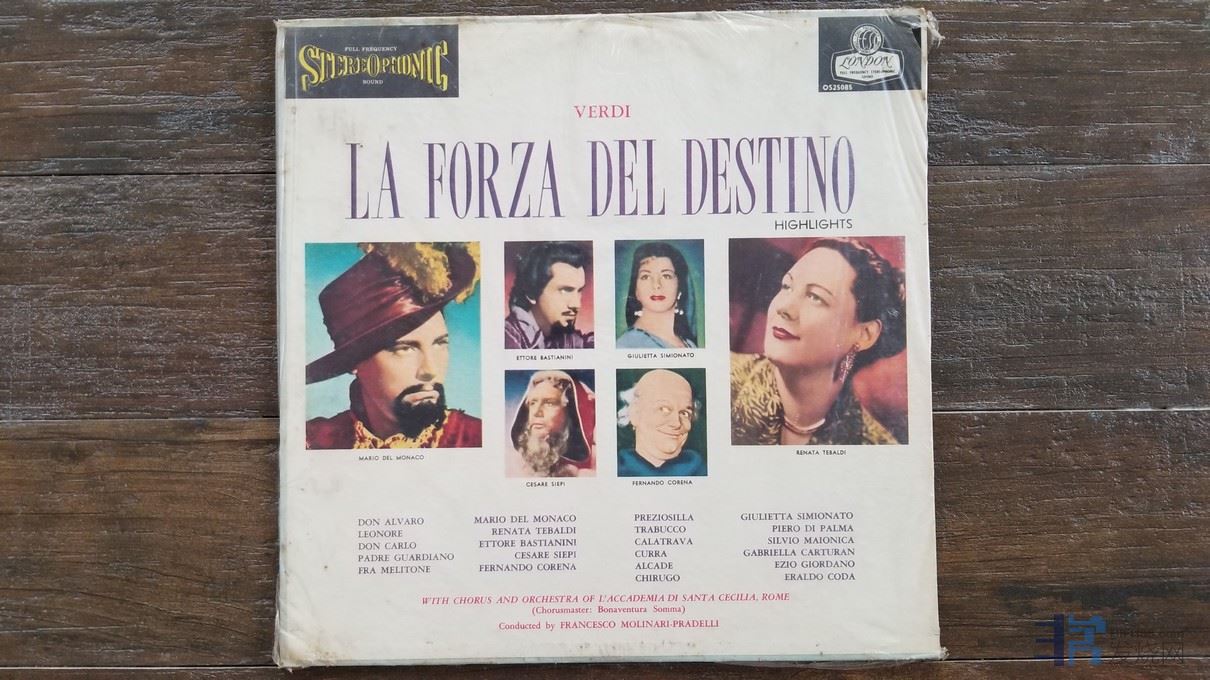 FULL FREQUENCY
STEREOPHONIC
SOUND
LONDON
FULL FREQUENCY STEREOPHONIC
SOUND
OS25085
VERDI
LA FORZA DEL DESTINO
HIGHLIGHTS
MARIO DEL MONACO
ETTORE BASTIANINI
GIULIETTA SIMIONATO
CESARE SIEPI
FERNANDO CORENA
RENATA TEBALDI
DON ALVARO MARIO DEL MONACO
LEONORE RENATA TEBALDI
DON CARLO ETTORE BASTIANINI
PADRE GUARDIANO CESARE SIEPI
FRA MELITONE FERNANDO CORENA
PREZIOSILLA GIULIETTA SIMIONATO
TRABUCCO PIERO DI PALMA
CALATRAVA SILVIO MAIONICA
CURRA GABRIELLA CARTURAN
ALCADE EZIO GIORDANO
CHIRUGO ERALDO CODA
WITH CHORUS AND ORCHESTRA OF L'ACCADEMIA DI SANTA CECILIA, ROME
(Chorusmaster: Bonaventura Somma)
Conducted by FRANCESCO MOLINARI-PRADELLI